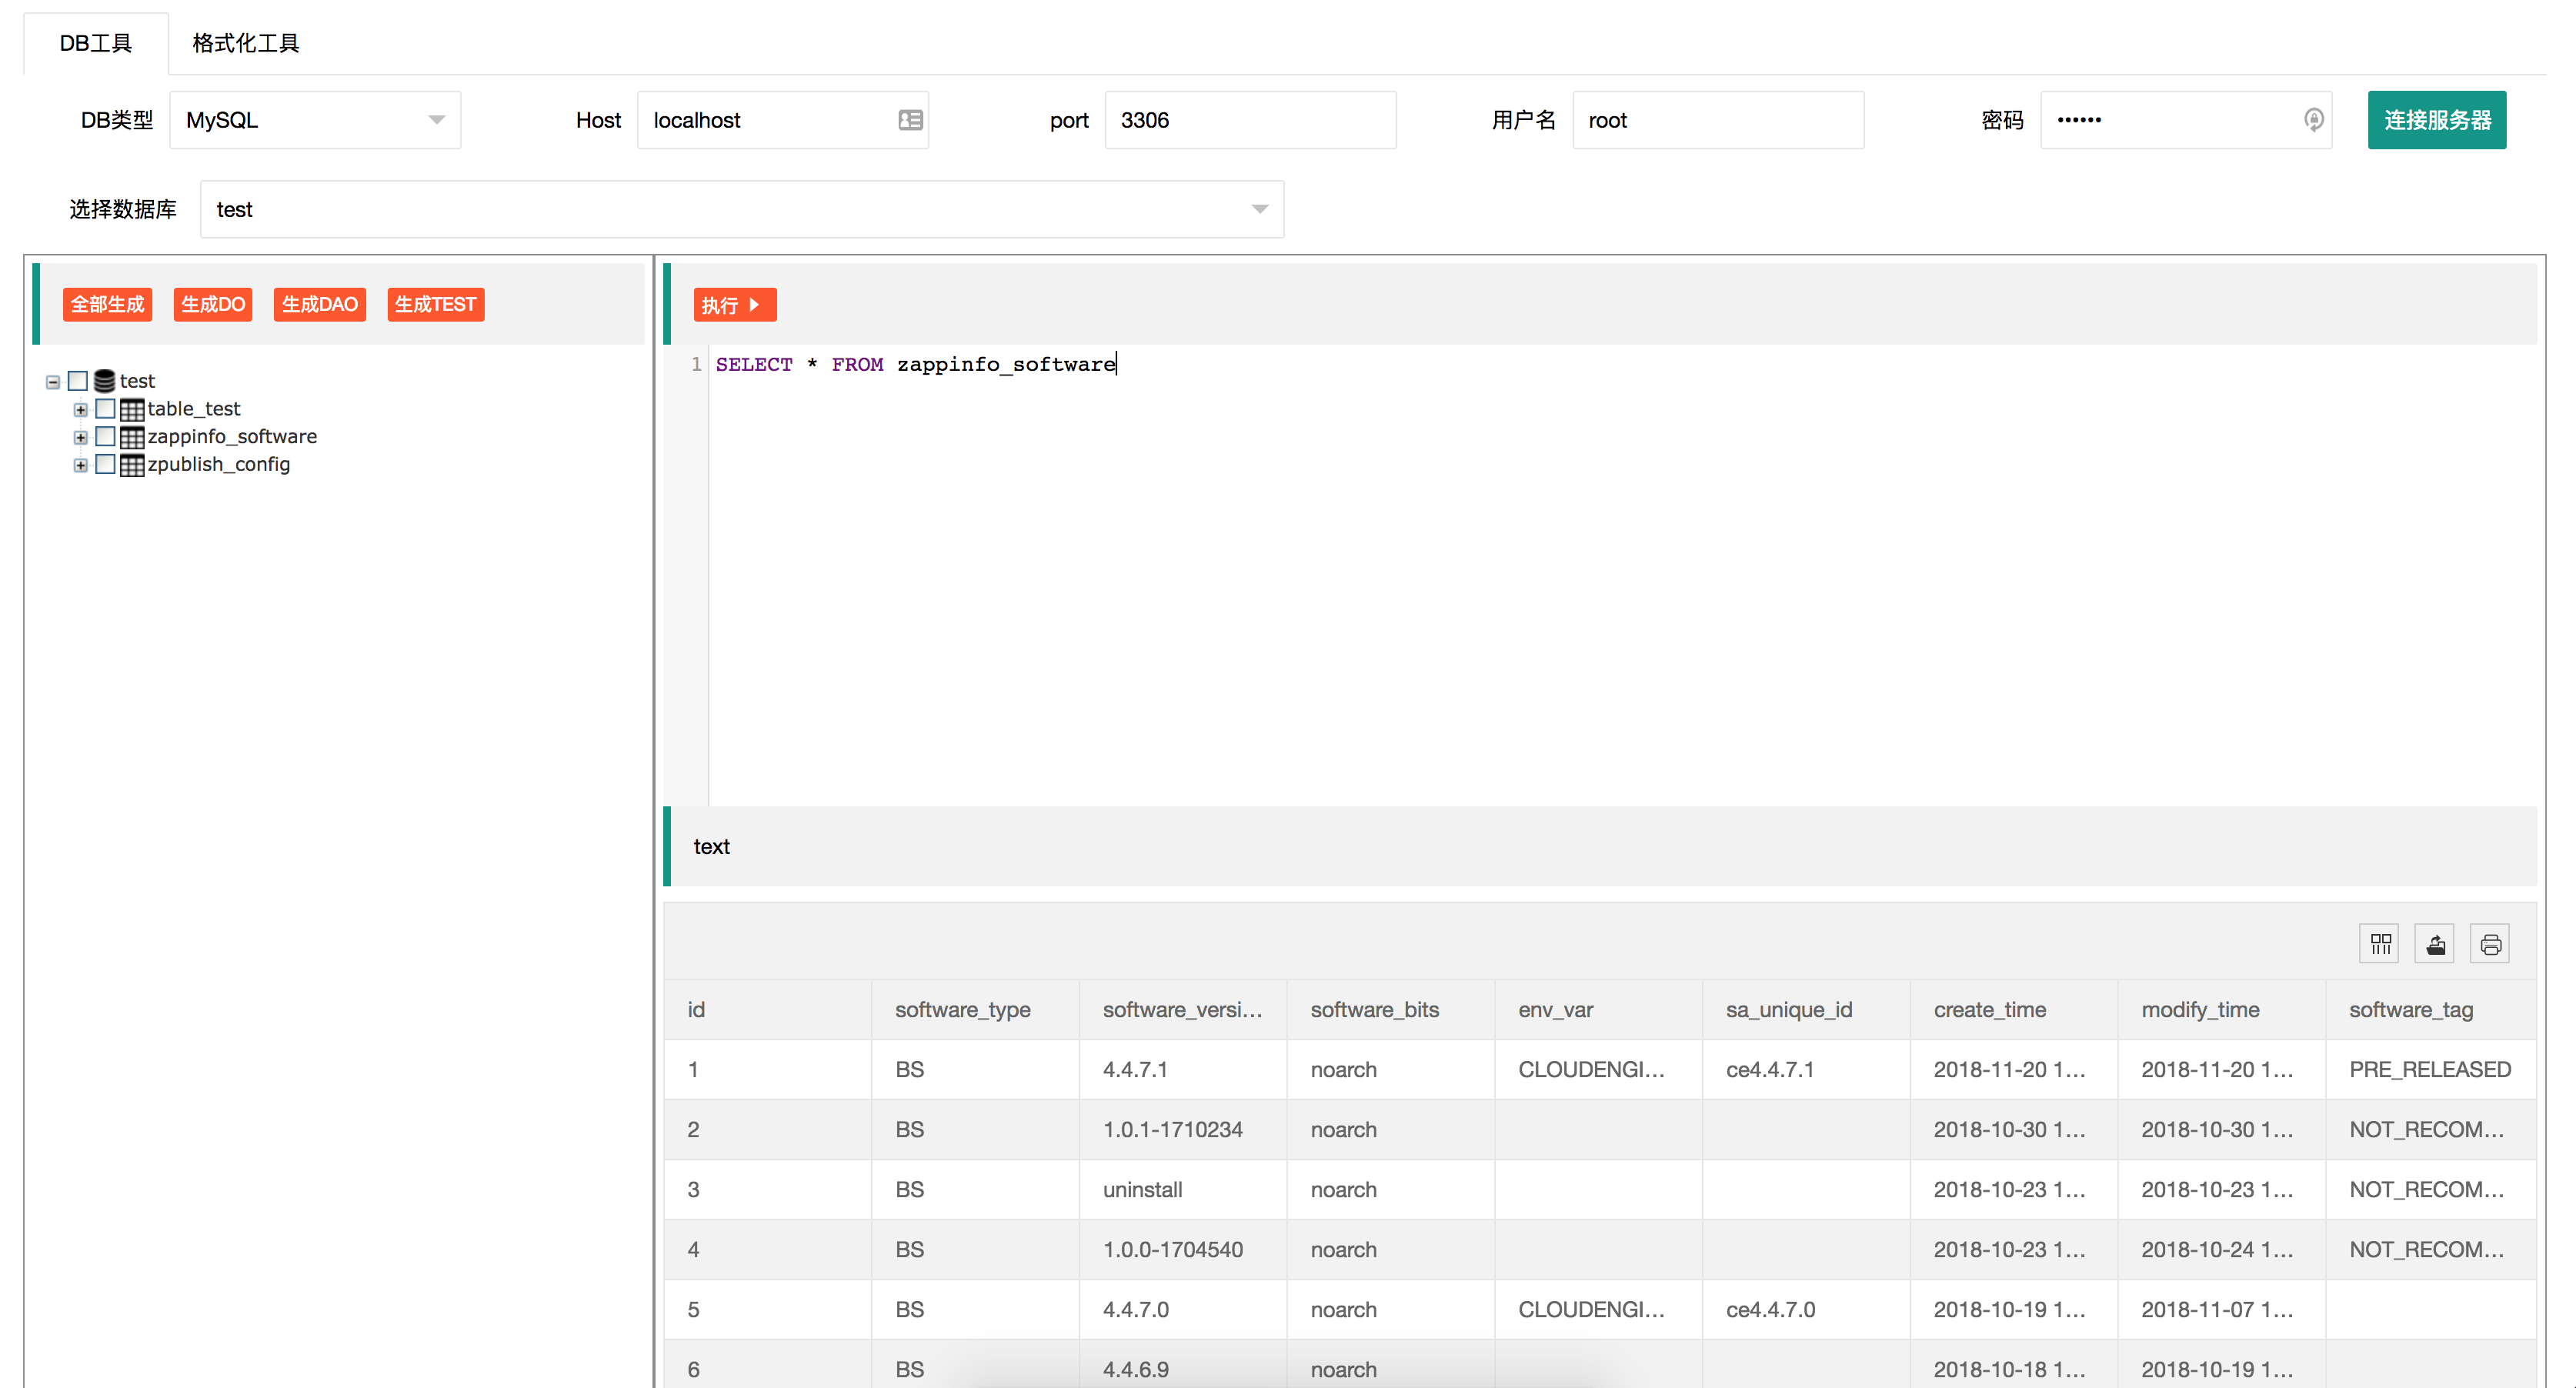 DB工具 格式化工具
DB类型 MySQL Host localhost port 3306 用户名 root 密码 •••••• 连接服务器
选择数据库 test
全部生成 生成DO 生成DAO 生成TEST
test
table_test
zappinfo_software
zpublish_config
执行
1 SELECT * FROM zappinfo_software
text
id software_type software_versi... software_bits env_var sa_unique_id create_time modify_time software_tag
1 BS 4.4.7.1 noarch CLOUDENGI... ce4.4.7.1 2018-11-20 1... 2018-11-20 1... PRE_RELEASED
2 BS 1.0.1-1710234 noarch 2018-10-30 1... 2018-10-30 1... NOT_RECOM...
3 BS uninstall noarch 2018-10-23 1... 2018-10-23 1... NOT_RECOM...
4 BS 1.0.0-1704540 noarch 2018-10-23 1... 2018-10-24 1... NOT_RECOM...
5 BS 4.4.7.0 noarch CLOUDENGI... ce4.4.7.0 2018-10-19 1... 2018-11-07 1...
6 BS 4.4.6.9 noarch 2018-10-18 1... 2018-10-19 1...